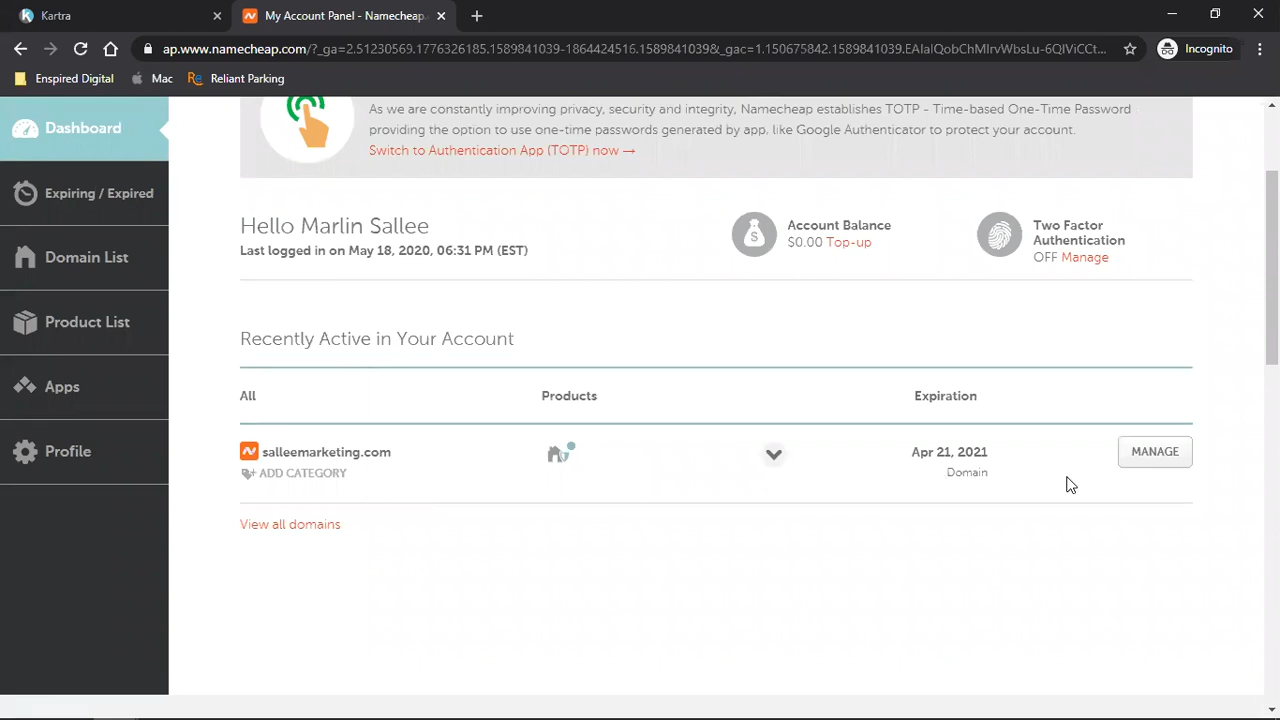 Kartra
My Account Panel - Namecheap.
ap.www.namecheap.com/?_ga=2.51230569.1776326185.1589841039-1864424516.1589841039&_gac=1.150675842.1589841039.EAIaIQobChMIrvWbsLu-6QIViCCt...
Incognito
Enspired Digital
Mac
Reliant Parking
Dashboard
Expiring / Expired
Domain List
Product List
Apps
Profile
As we are constantly improving privacy, security and integrity, Namecheap establishes TOTP - Time-based One-Time Password
providing the option to use one-time passwords generated by app, like Google Authenticator to protect your account.
Switch to Authentication App (TOTP) now →
Hello Marlin Sallee
Last logged in on May 18, 2020, 06:31 PM (EST)
Account Balance
$0.00 Top-up
Two Factor
Authentication
OFF Manage
Recently Active in Your Account
All Products Expiration
salleemarketing.com
ADD CATEGORY
Apr 21, 2021
Domain
MANAGE
View all domains